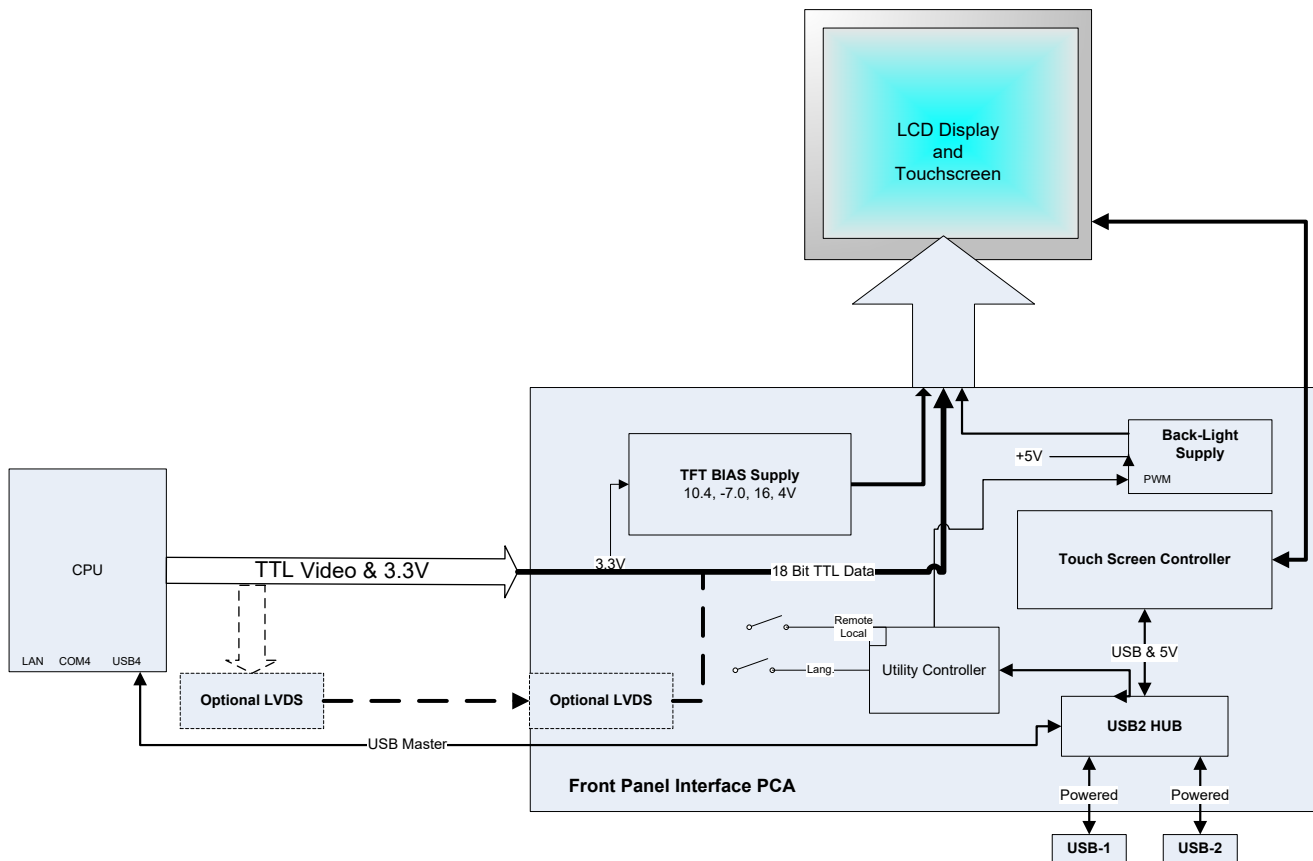 LCD Display
and
Touchscreen
Back-Light
Supply
+5V
PWM
TFT BIAS Supply
10.4, -7.0, 16, 4V
CPU
TTL Video & 3.3V
3.3V
18 Bit TTL Data
Touch Screen Controller
Remote
Local
Lang.
Utility Controller
USB & 5V
LAN COM4 USB4
Optional LVDS
Optional LVDS
USB2 HUB
USB Master
Front Panel Interface PCA
Powered
Powered
USB-1
USB-2